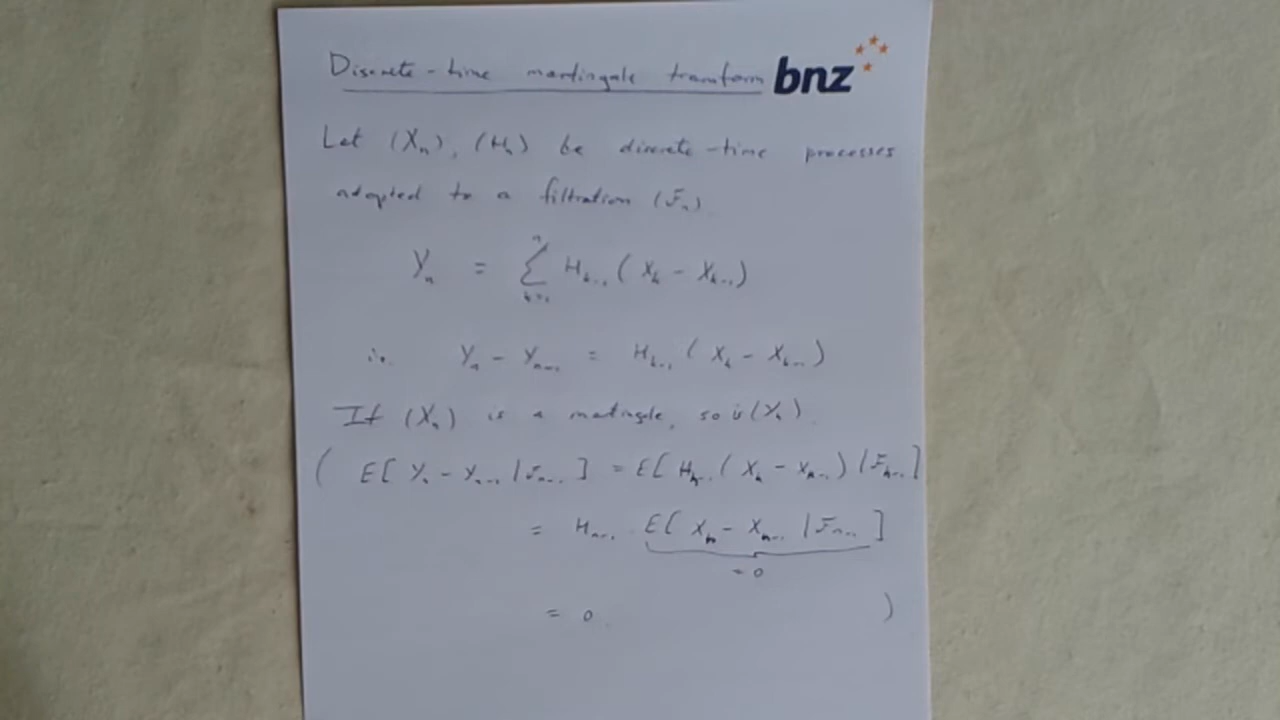 Discrete-time martingale transform bnz
Let (Xₙ), (Hₙ) be discrete-time processes
adapted to a filtration (ℱₙ)
Yₙ = ∑ₖ₌₁ⁿ Hₖ₋₁ (Xₖ - Xₖ₋₁)
i.e. Yₙ - Yₙ₋₁ = Hₖ₋₁ (Xₖ - Xₖ₋₁)
If (Xₙ) is a matingale, so is (Yₙ).
( E[ Yₙ - Yₙ₋₁ | ℱₙ₋₁ ] = E[ Hₙ₋₁ (Xₙ - Xₙ₋₁) | ℱₙ₋₁ ]
= Hₙ₋₁ · E[ Xₙ - Xₙ₋₁ | ℱₙ₋₁ ]
= 0
= 0. )